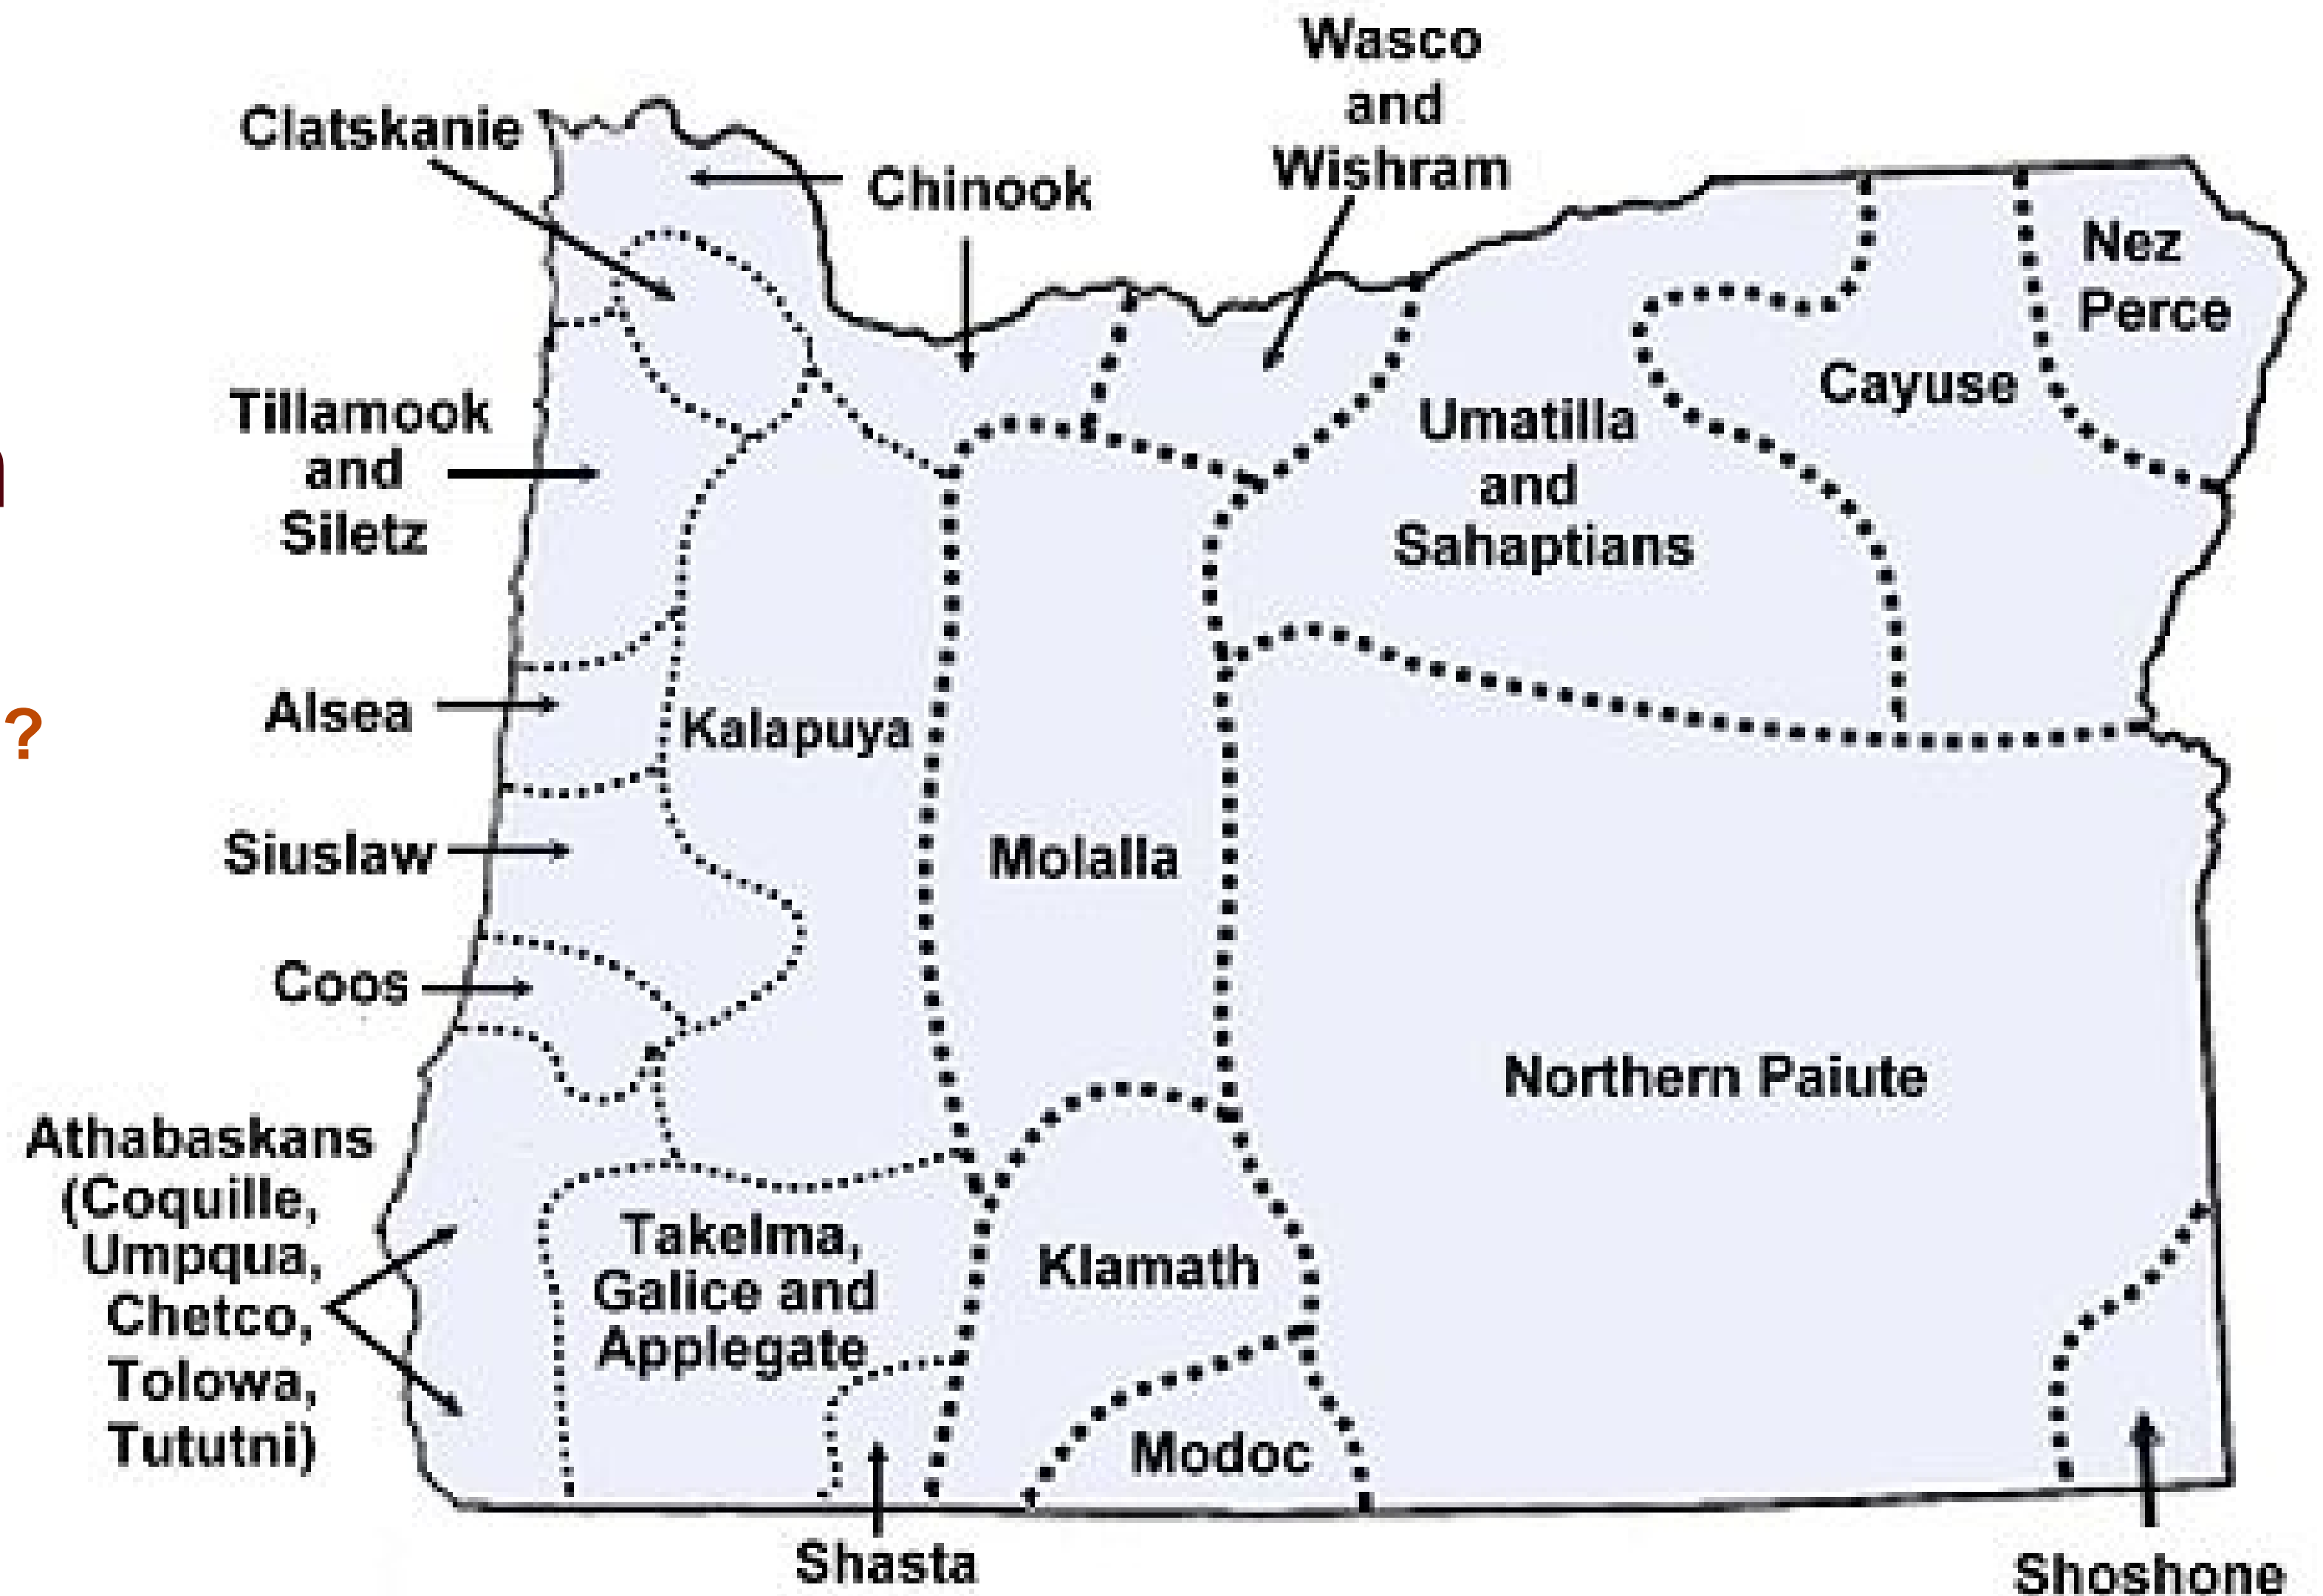 Wasco
and
Wishram
Clatskanie
Chinook
Nez
Perce
Cayuse
Tillamook
and
Siletz
Umatilla
and
Sahaptians
Alsea
?
Kalapuya
Siuslaw
Molalla
Coos
Northern Paiute
Athabaskans
(Coquille,
Umpqua,
Chetco,
Tolowa,
Tututni)
Takelma,
Galice and
Applegate
Klamath
Modoc
Shasta
Shoshone